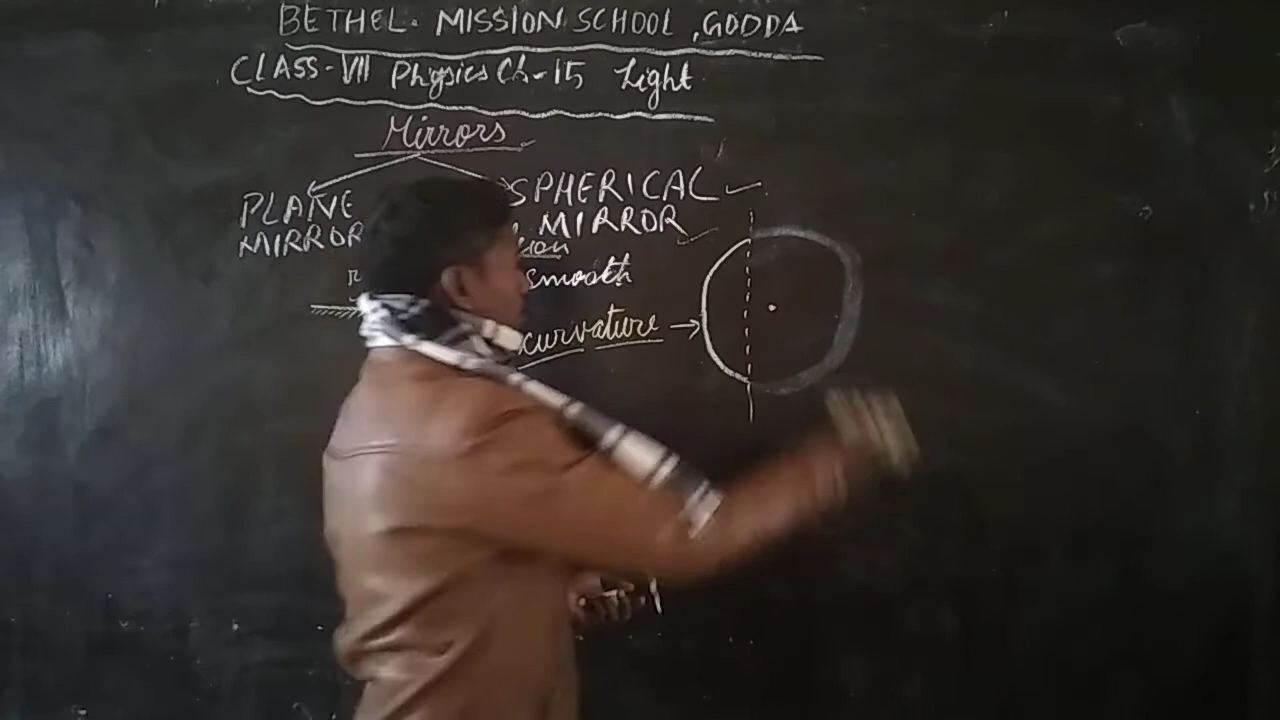 BETHEL. MISSION SCHOOL, GODDA
CLASS-VII Physics Ch-15 Light
Mirrors
PLANE
MIRROR
SPHERICAL
MIRROR
smooth
curvature